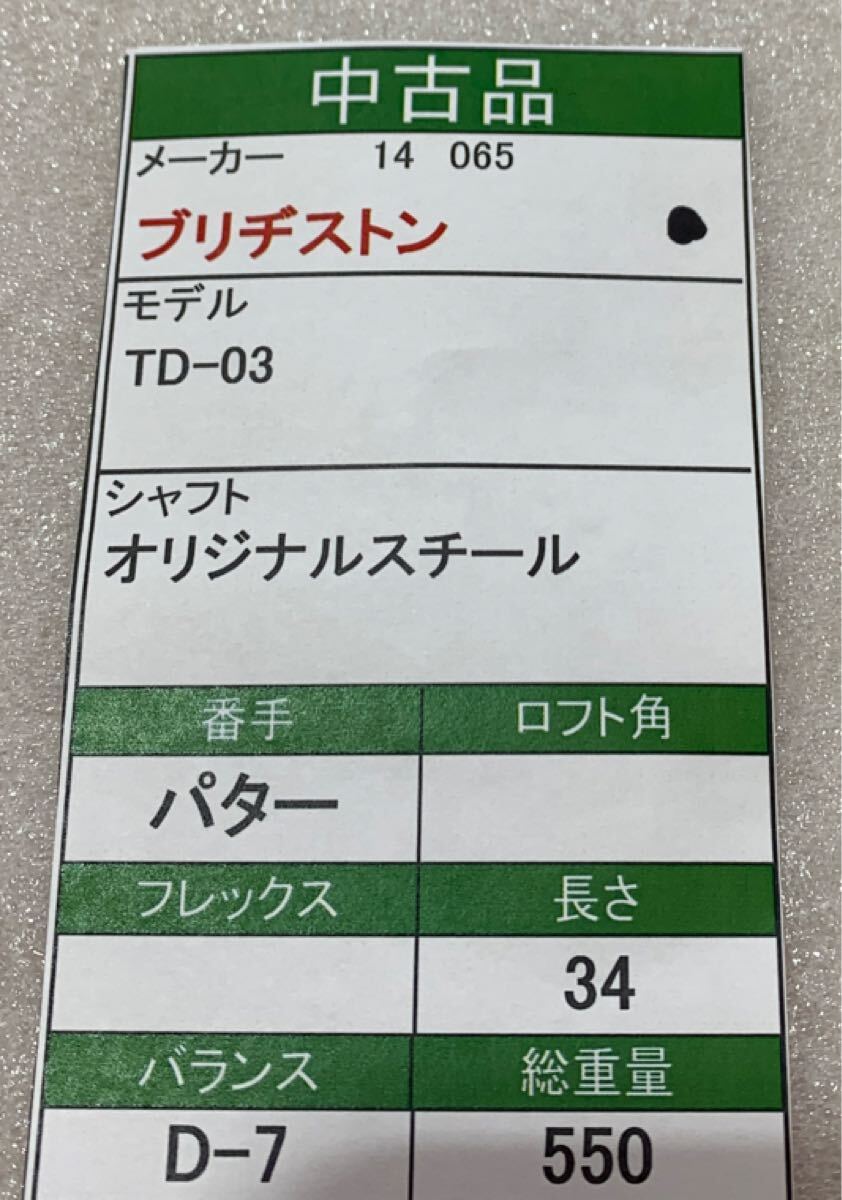 中古品
メーカー 14 065
ブリヂストン
モデル
TD-03
シャフト
オリジナルスチール
番手 ロフト角
パター
フレックス 長さ
34
バランス 総重量
D-7 550